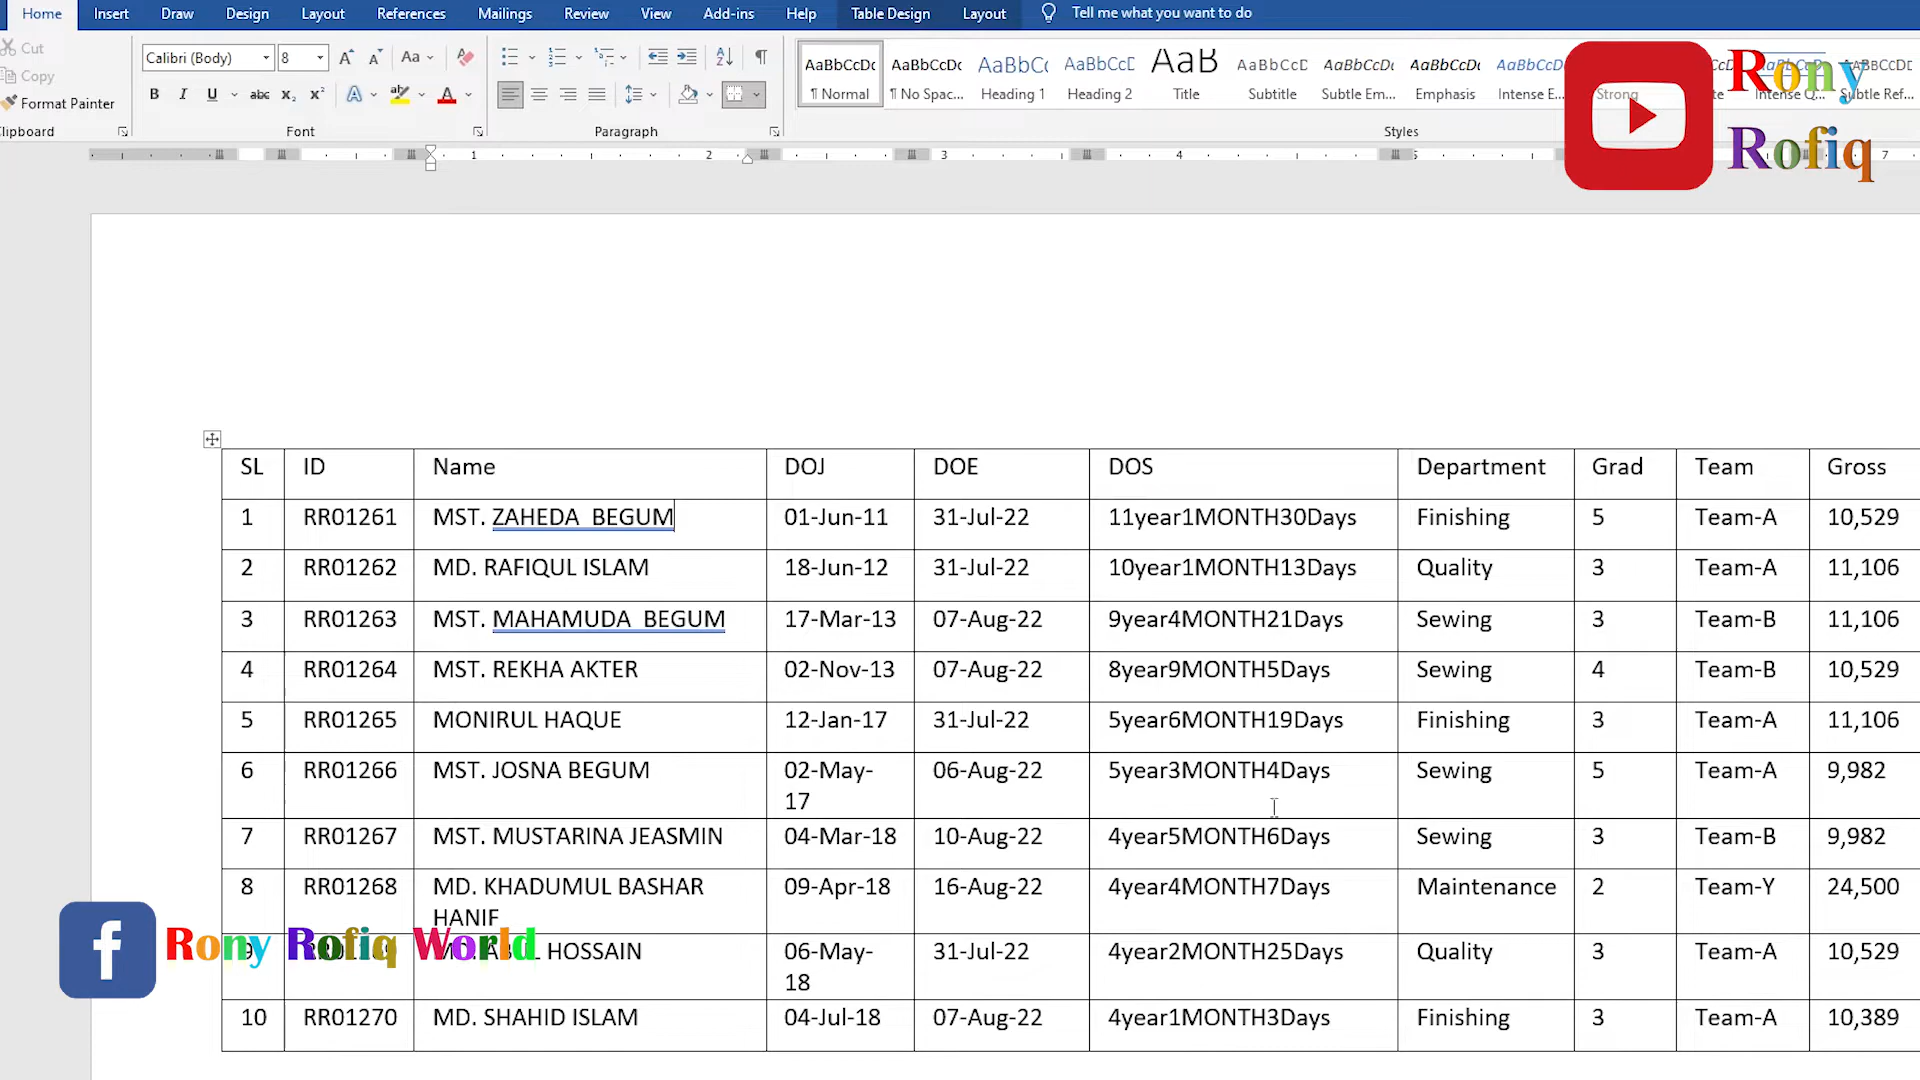 Home Insert Draw Design Layout References Mailings Review View Add-ins Help Table Design Layout Tell me what you want to do
Cut
Copy
Format Painter
lipboard
Calibri (Body) 8
Font
Paragraph
AaBbCcDc AaBbCcDc AaBbCc AaBbCcD AaB AaBbCcD AaBbCcDc AaBbCcDc AaBbCcDc
¶ Normal ¶ No Spac... Heading 1 Heading 2 Title Subtitle Subtle Em... Emphasis Intense E... Strong Intense Q... Subtle Ref...
Styles
Rony
Rofiq
1 2 3 4 5 7
SL ID Name DOJ DOE DOS Department Grad Team Gross
1 RR01261 MST. ZAHEDA BEGUM 01-Jun-11 31-Jul-22 11year1MONTH30Days Finishing 5 Team-A 10,529
2 RR01262 MD. RAFIQUL ISLAM 18-Jun-12 31-Jul-22 10year1MONTH13Days Quality 3 Team-A 11,106
3 RR01263 MST. MAHAMUDA BEGUM 17-Mar-13 07-Aug-22 9year4MONTH21Days Sewing 3 Team-B 11,106
4 RR01264 MST. REKHA AKTER 02-Nov-13 07-Aug-22 8year9MONTH5Days Sewing 4 Team-B 10,529
5 RR01265 MONIRUL HAQUE 12-Jan-17 31-Jul-22 5year6MONTH19Days Finishing 3 Team-A 11,106
6 RR01266 MST. JOSNA BEGUM 02-May- 06-Aug-22 5year3MONTH4Days Sewing 5 Team-A 9,982
17
7 RR01267 MST. MUSTARINA JEASMIN 04-Mar-18 10-Aug-22 4year5MONTH6Days Sewing 3 Team-B 9,982
8 RR01268 MD. KHADUMUL BASHAR 09-Apr-18 16-Aug-22 4year4MONTH7Days Maintenance 2 Team-Y 24,500
HANIF
Rony Rofiq World
9 HOSSAIN 06-May- 31-Jul-22 4year2MONTH25Days Quality 3 Team-A 10,529
18
10 RR01270 MD. SHAHID ISLAM 04-Jul-18 07-Aug-22 4year1MONTH3Days Finishing 3 Team-A 10,389